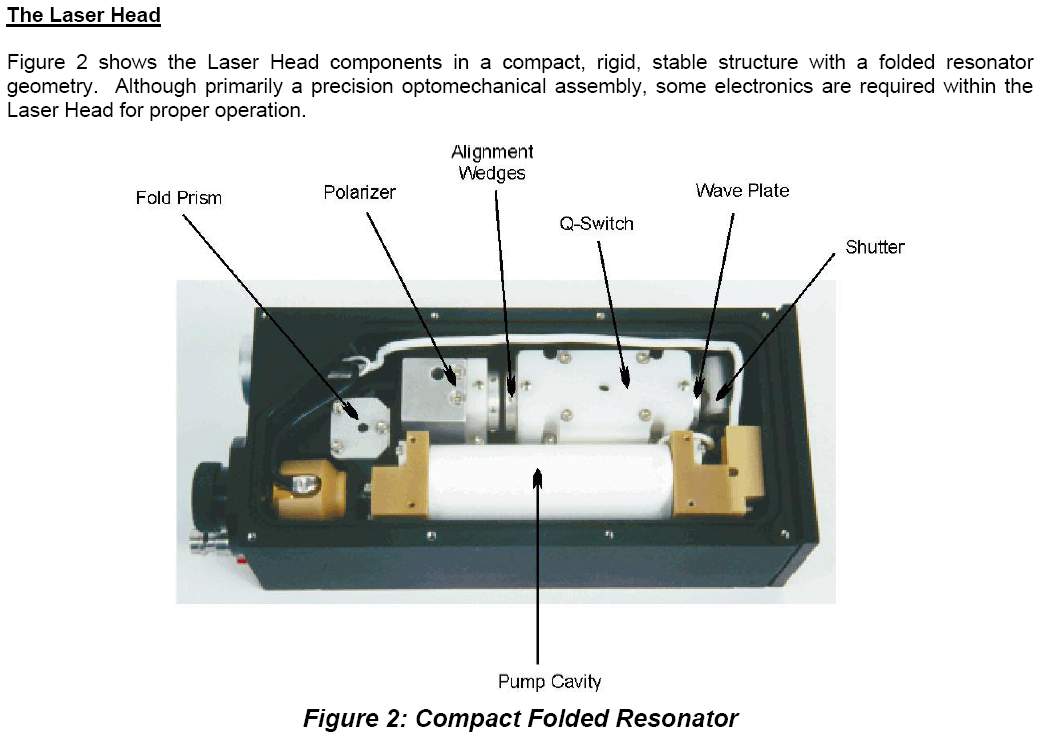 The Laser Head
Figure 2 shows the Laser Head components in a compact, rigid, stable structure with a folded resonator
geometry. Although primarily a precision optomechanical assembly, some electronics are required within the
Laser Head for proper operation.
Alignment
Wedges
Fold Prism
Polarizer
Wave Plate
Q-Switch
Shutter
Pump Cavity
Figure 2: Compact Folded Resonator